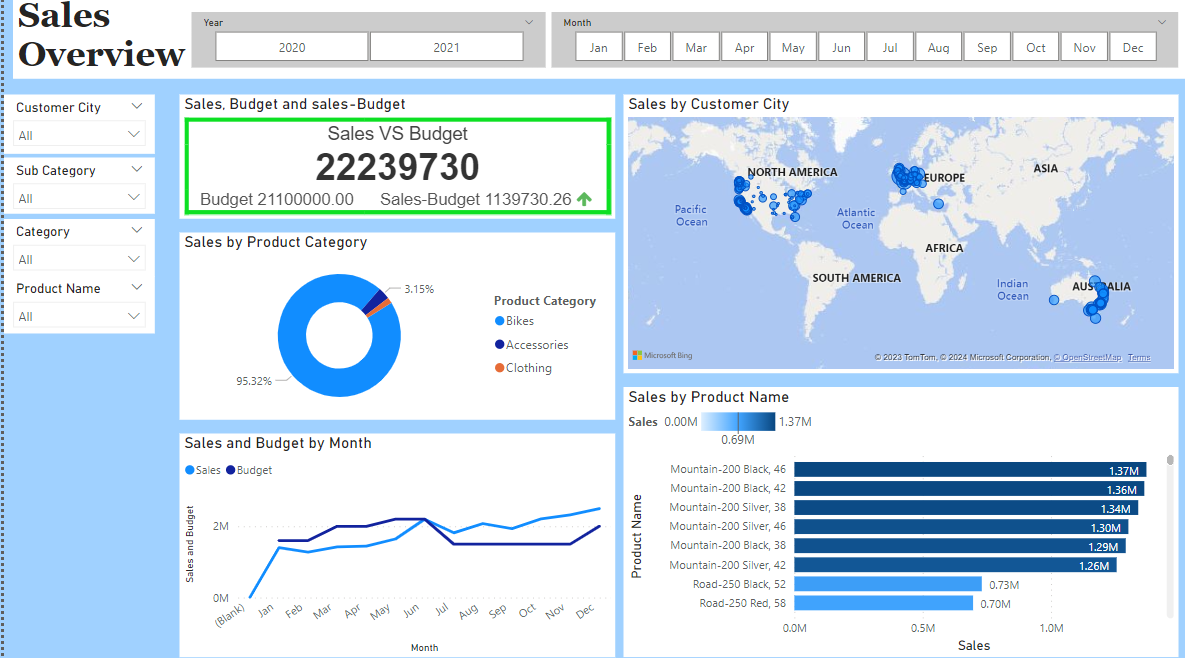 Sales
Overview
Year
2020
2021
Month
Jan
Feb
Mar
Apr
May
Jun
Jul
Aug
Sep
Oct
Nov
Dec
Customer City
All
Sub Category
All
Category
All
Product Name
All
Sales, Budget and sales-Budget
Sales VS Budget
22239730
Budget 21100000.00 Sales-Budget 1139730.26
Sales by Product Category
3.15%
95.32%
Product Category
Bikes
Accessories
Clothing
Sales and Budget by Month
Sales Budget
Sales and Budget
2M
0M
(Blank) Jan Feb Mar Apr May Jun Jul Aug Sep Oct Nov Dec
Month
Sales by Customer City
NORTH AMERICA
EUROPE
ASIA
Pacific
Ocean
Atlantic
Ocean
AFRICA
SOUTH AMERICA
Indian
Ocean
AUSTRALIA
Microsoft Bing
© 2023 TomTom, © 2024 Microsoft Corporation, © OpenStreetMap Terms
Sales by Product Name
Sales 0.00M 1.37M
0.69M
Product Name
Mountain-200 Black, 46 1.37M
Mountain-200 Black, 42 1.36M
Mountain-200 Silver, 38 1.34M
Mountain-200 Silver, 46 1.30M
Mountain-200 Black, 38 1.29M
Mountain-200 Silver, 42 1.26M
Road-250 Black, 52 0.73M
Road-250 Red, 58 0.70M
0.0M 0.5M 1.0M
Sales